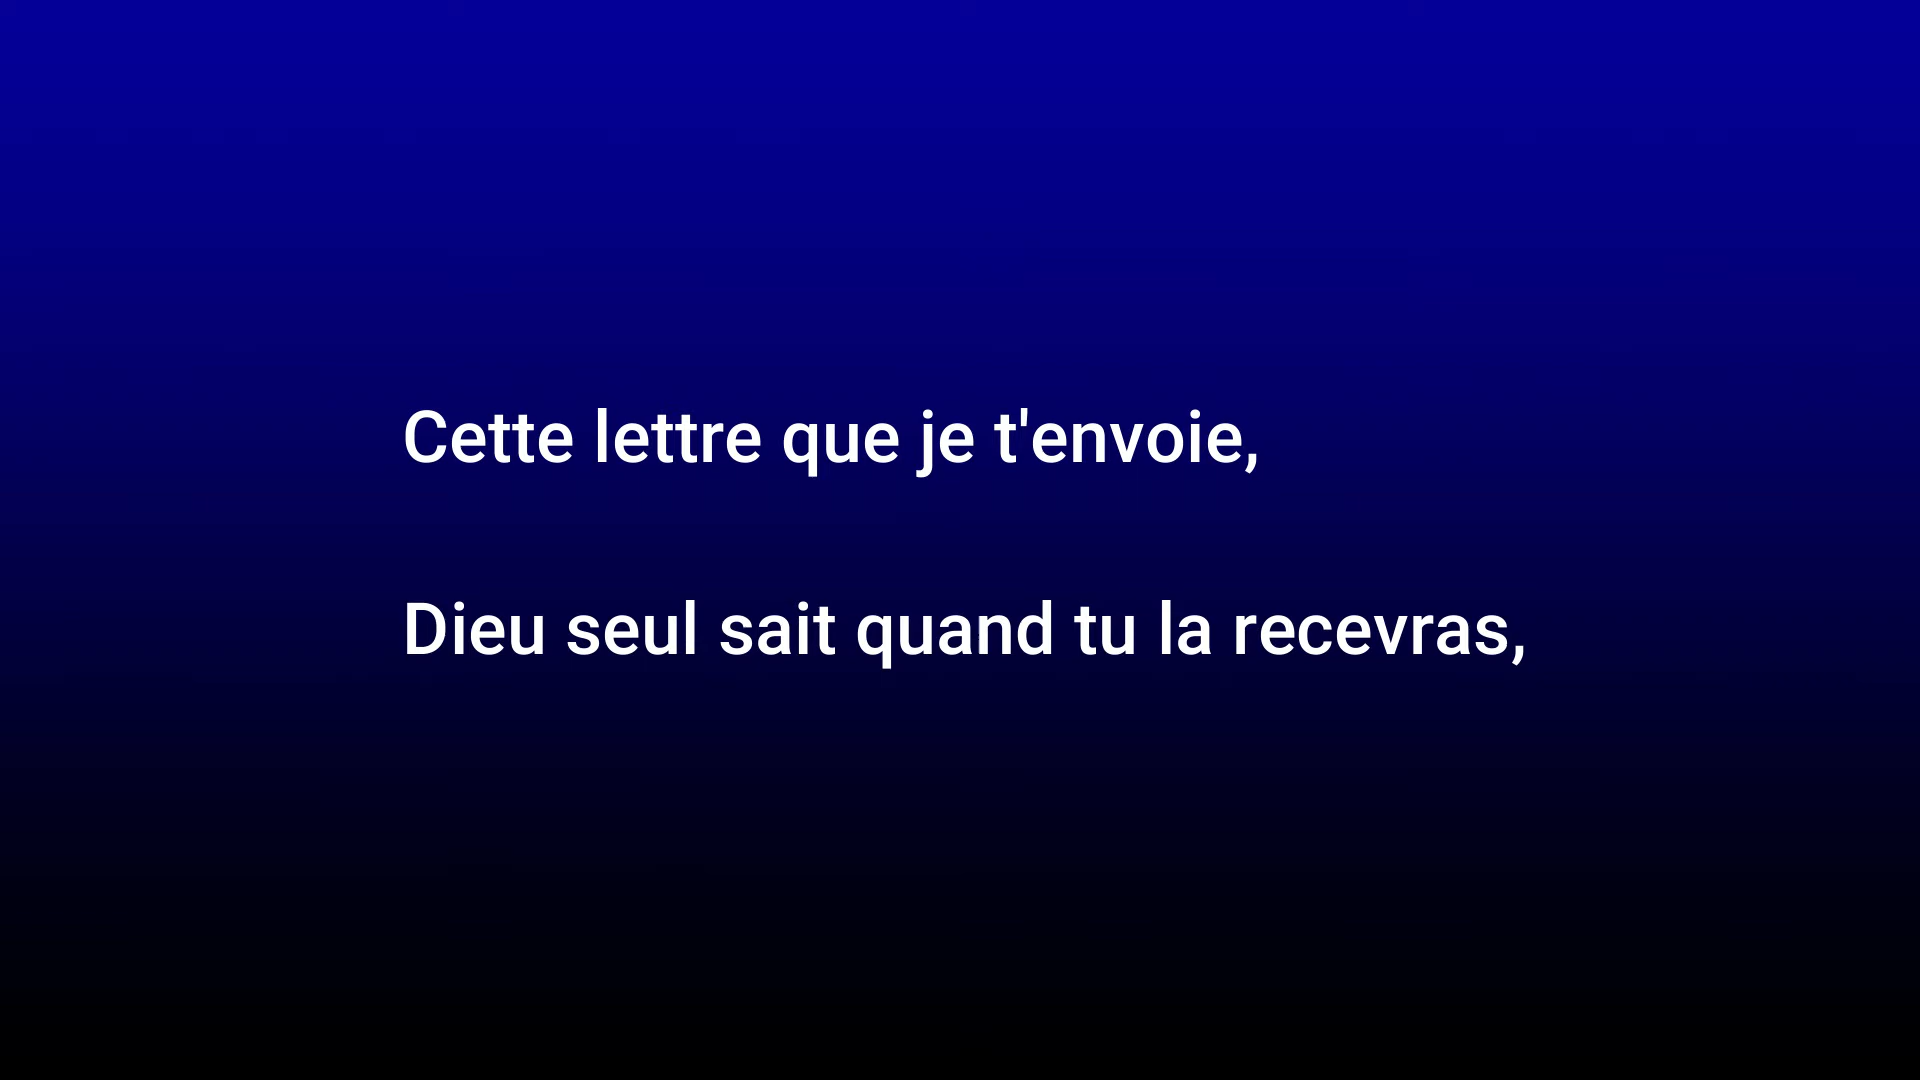 Cette lettre que je t'envoie,
Dieu seul sait quand tu la recevras,